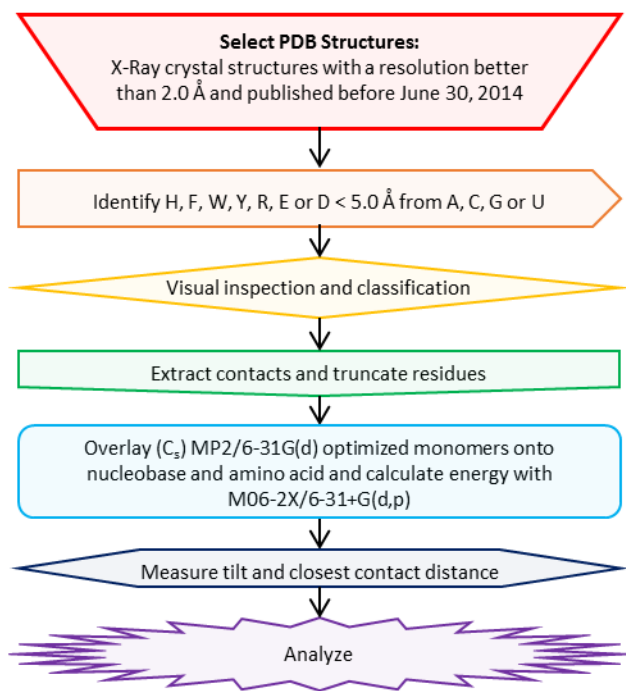 Select PDB Structures:
X-Ray crystal structures with a resolution better
than 2.0 Å and published before June 30, 2014
Identify H, F, W, Y, R, E or D < 5.0 Å from A, C, G or U
Visual inspection and classification
Extract contacts and truncate residues
Overlay (Cₛ) MP2/6-31G(d) optimized monomers onto
nucleobase and amino acid and calculate energy with
M06-2X/6-31+G(d,p)
Measure tilt and closest contact distance
Analyze